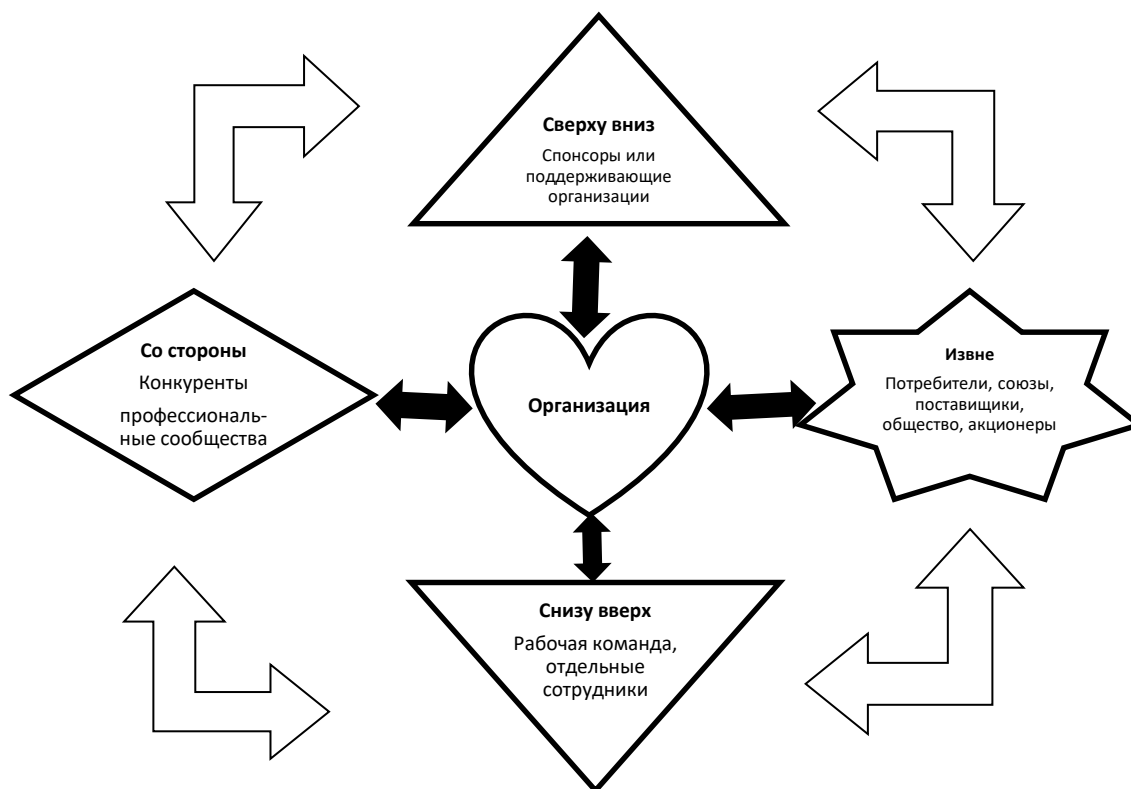 Сверху вниз
Спонсоры или
поддерживающие
организации
Со стороны
Конкуренты
профессиональ-
ные сообщества
Организация
Извне
Потребители, союзы,
поставщики,
общество, акционеры
Снизу вверх
Рабочая команда,
отдельные
сотрудники